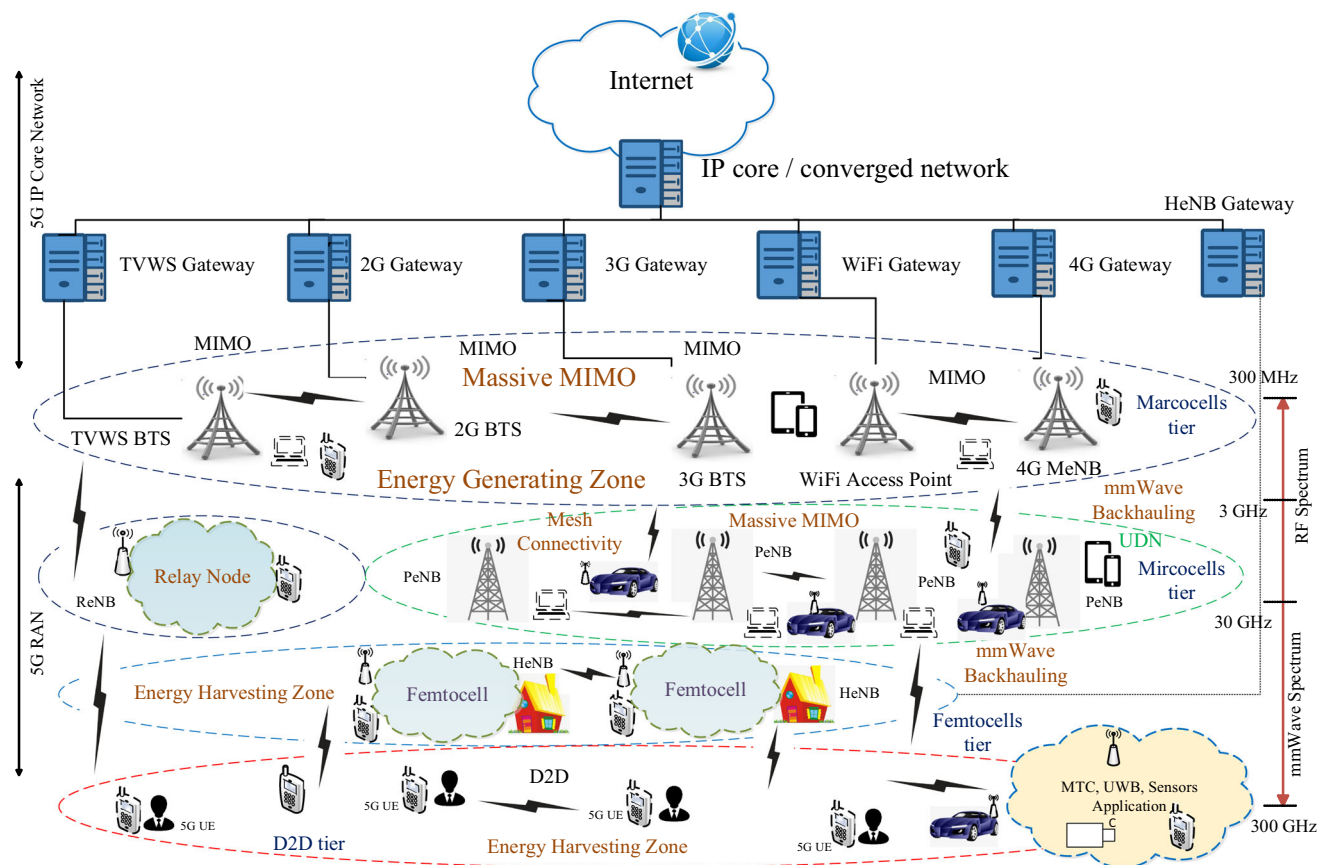 Internet
5G IP Core Network
IP core / converged network
HeNB Gateway
TVWS Gateway
2G Gateway
3G Gateway
WiFi Gateway
4G Gateway
MIMO
MIMO
MIMO
MIMO
Massive MIMO
300 MHz
Marcocells
tier
TVWS BTS
2G BTS
3G BTS
WiFi Access Point
4G MeNB
Energy Generating Zone
mmWave
Backhauling
3 GHz
RF Spectrum
5G RAN
Mesh
Connectivity
Massive MIMO
UDN
Relay Node
ReNB
PeNB
PeNB
PeNB
PeNB
Mircocells
tier
30 GHz
mmWave
Backhauling
mmWave Spectrum
Energy Harvesting Zone
Femtocell
HeNB
Femtocell
HeNB
Femtocells
tier
D2D
5G UE
5G UE
5G UE
5G UE
D2D tier
Energy Harvesting Zone
MTC, UWB, Sensors
Application
C
300 GHz